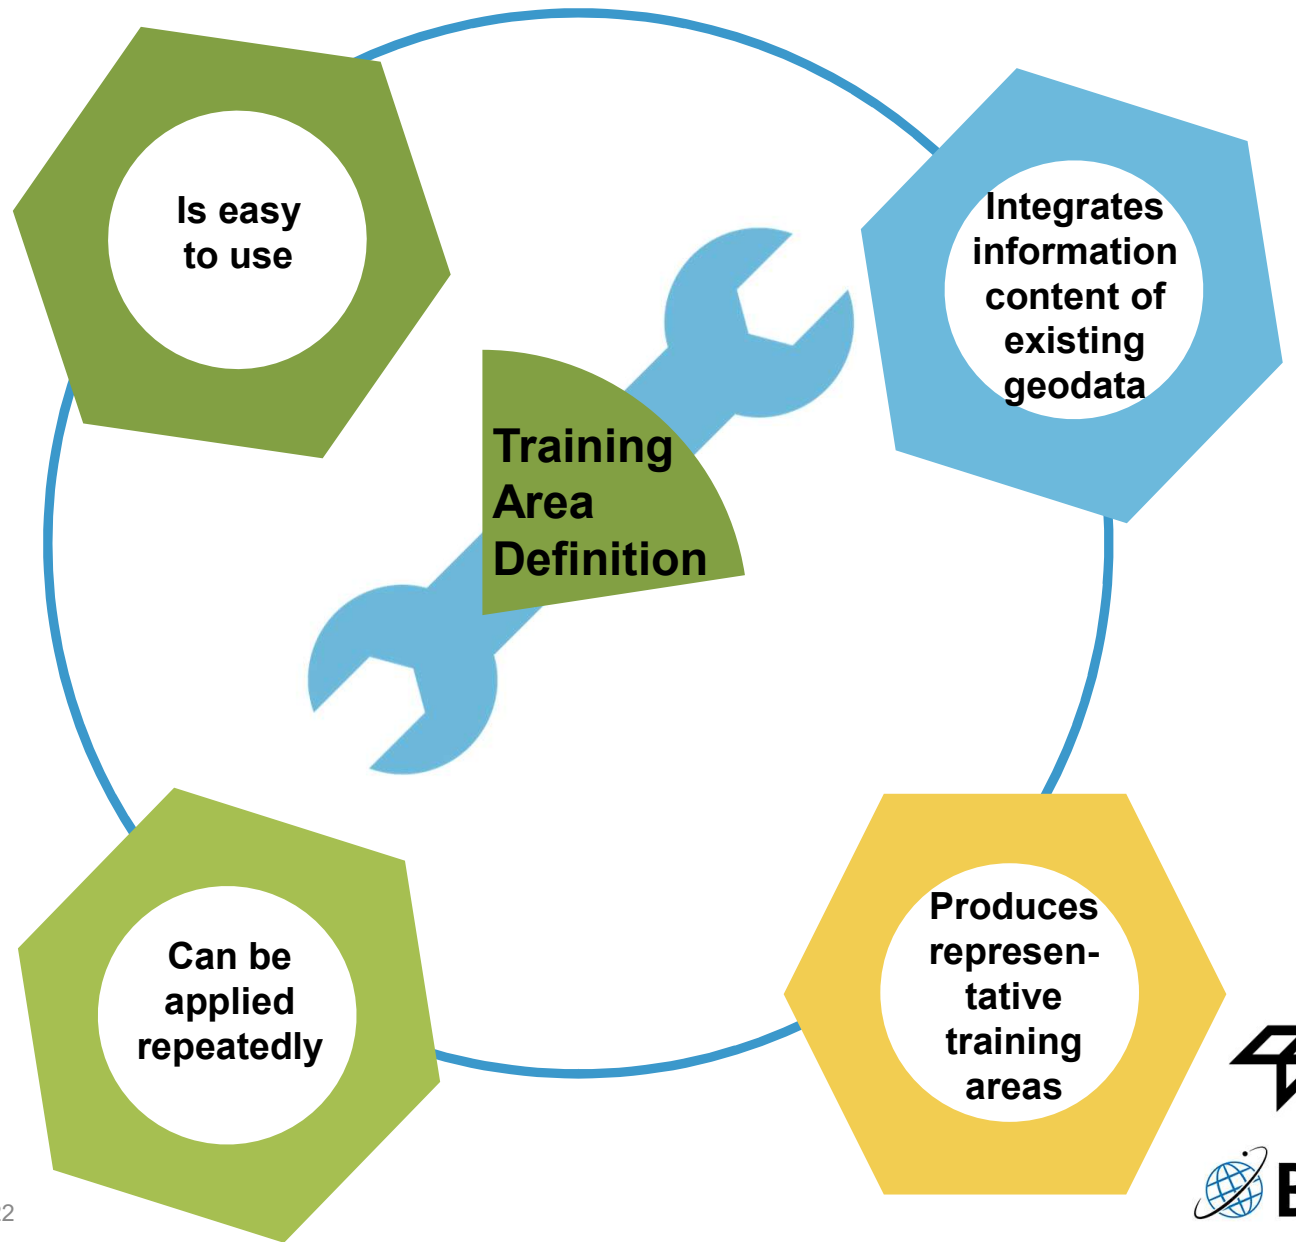 Is easy
to use
Integrates
information
content of
existing
geodata
Training
Area
Definition
Can be
applied
repeatedly
Produces
represen-
tative
training
areas